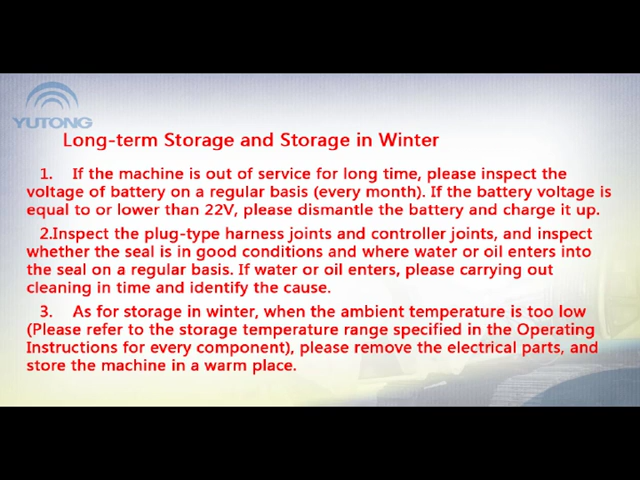 YUTONG
Long-term Storage and Storage in Winter
1. If the machine is out of service for long time, please inspect the
voltage of battery on a regular basis (every month). If the battery voltage is
equal to or lower than 22V, please dismantle the battery and charge it up.
2.Inspect the plug-type harness joints and controller joints, and inspect
whether the seal is in good conditions and where water or oil enters into
the seal on a regular basis. If water or oil enters, please carrying out
cleaning in time and identify the cause.
3. As for storage in winter, when the ambient temperature is too low
(Please refer to the storage temperature range specified in the Operating
Instructions for every component), please remove the electrical parts, and
store the machine in a warm place.